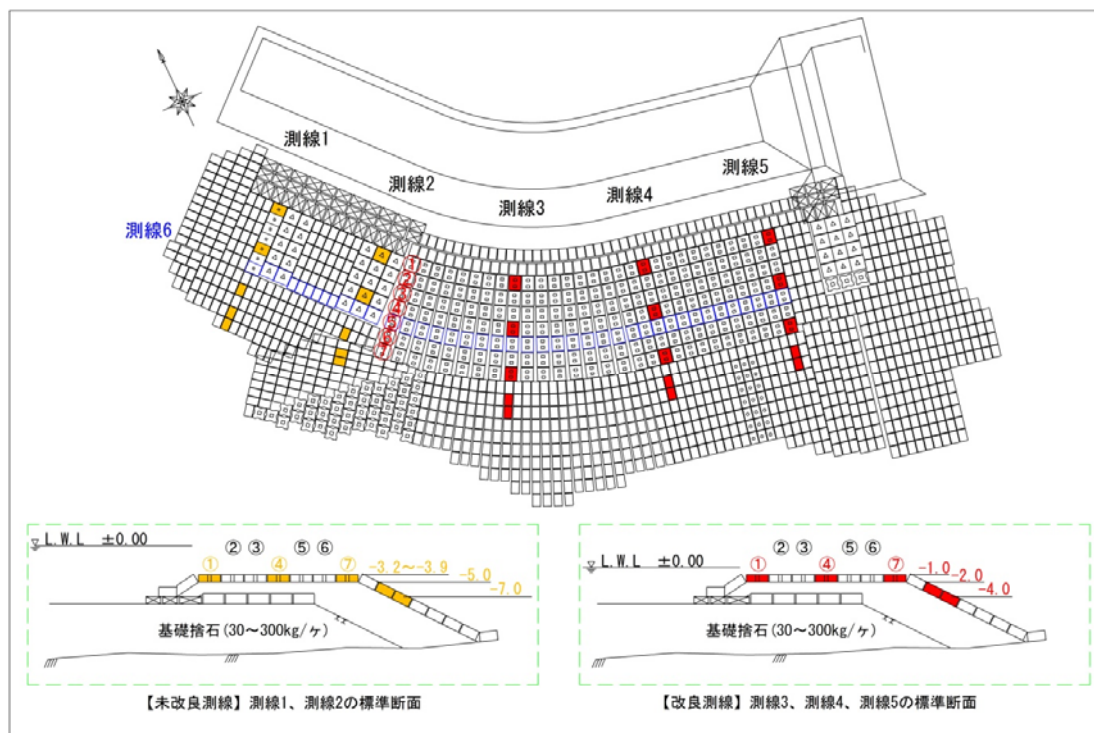 測線1
測線2
測線3
測線4
測線5
測線6
L.W.L ±0.00
② ③ ⑤ ⑥
① ④ ⑦
-3.2～-3.9
-5.0
-7.0
基礎捨石(30～300kg/ヶ)
【未改良測線】測線1、測線2の標準断面
L.W.L ±0.00
② ③ ⑤ ⑥
① ④ ⑦
-1.0
-2.0
-4.0
基礎捨石(30～300kg/ヶ)
【改良測線】測線3、測線4、測線5の標準断面